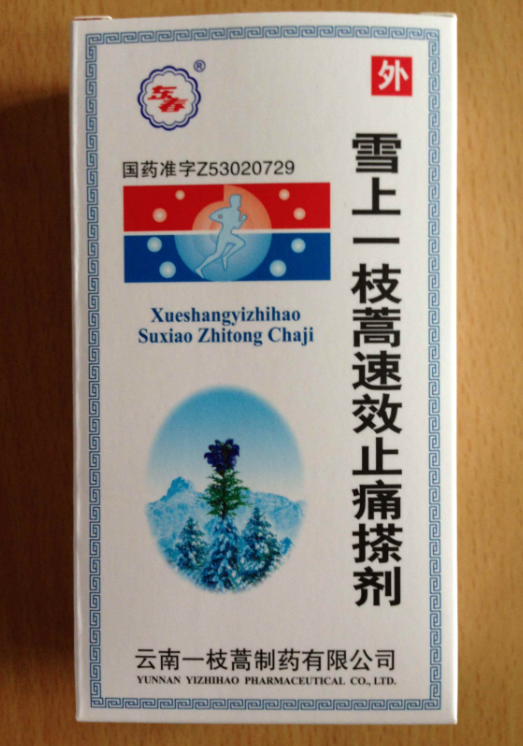 东春
®
外
国药准字Z53020729
雪上一枝蒿速效止痛搽剂
Xueshangyizhihao
Suxiao Zhitong Chaji
云南一枝蒿制药有限公司
YUNNAN YIZHIHAO PHARMACEUTICAL CO., LTD.